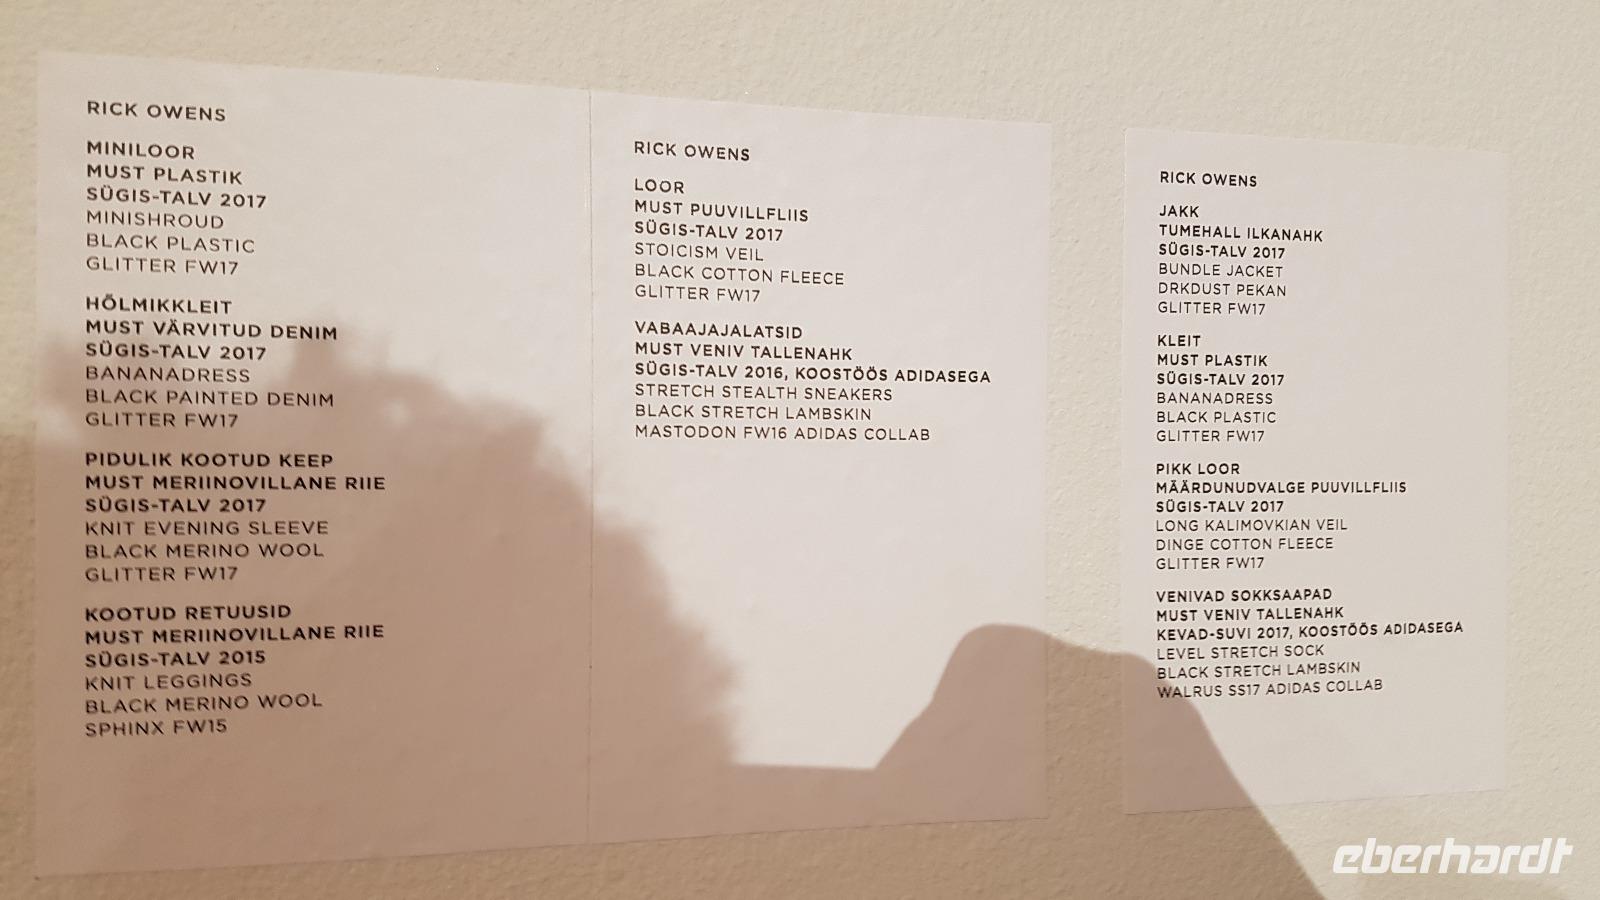 RICK OWENS
MINILOOR
MUST PLASTIK
SÜGIS-TALV 2017
MINISHROUD
BLACK PLASTIC
GLITTER FW17
HÕLMIKKLEIT
MUST VÄRVITUD DENIM
SÜGIS-TALV 2017
BANANADRESS
BLACK PAINTED DENIM
GLITTER FW17
PIDULIK KOOTUD KEEP
MUST MERIINOVILLANE RIIE
SÜGIS-TALV 2017
KNIT EVENING SLEEVE
BLACK MERINO WOOL
GLITTER FW17
KOOTUD RETUUSID
MUST MERIINOVILLANE RIIE
SÜGIS-TALV 2015
KNIT LEGGINGS
BLACK MERINO WOOL
SPHINX FW15
RICK OWENS
LOOR
MUST PUUVILLFLIIS
SÜGIS-TALV 2017
STOICISM VEIL
BLACK COTTON FLEECE
GLITTER FW17
VABAAJAJALATSID
MUST VENIV TALLENAHK
SÜGIS-TALV 2016, KOOSTÖÖS ADIDASEGA
STRETCH STEALTH SNEAKERS
BLACK STRETCH LAMBSKIN
MASTODON FW16 ADIDAS COLLAB
RICK OWENS
JAKK
TUMEHALL ILKANAHK
SÜGIS-TALV 2017
BUNDLE JACKET
DRKDUST PEKAN
GLITTER FW17
KLEIT
MUST PLASTIK
SÜGIS-TALV 2017
BANANADRESS
BLACK PLASTIC
GLITTER FW17
PIKK LOOR
MÄÄRDUNUDVALGE PUUVILLFLIIS
SÜGIS-TALV 2017
LONG KALIMOVKIAN VEIL
DINGE COTTON FLEECE
GLITTER FW17
VENIVAD SOKKSAAPAD
MUST VENIV TALLENAHK
KEVAD-SUVI 2017, KOOSTÖÖS ADIDASEGA
LEVEL STRETCH SOCK
BLACK STRETCH LAMBSKIN
WALRUS SS17 ADIDAS COLLAB
eberhardt